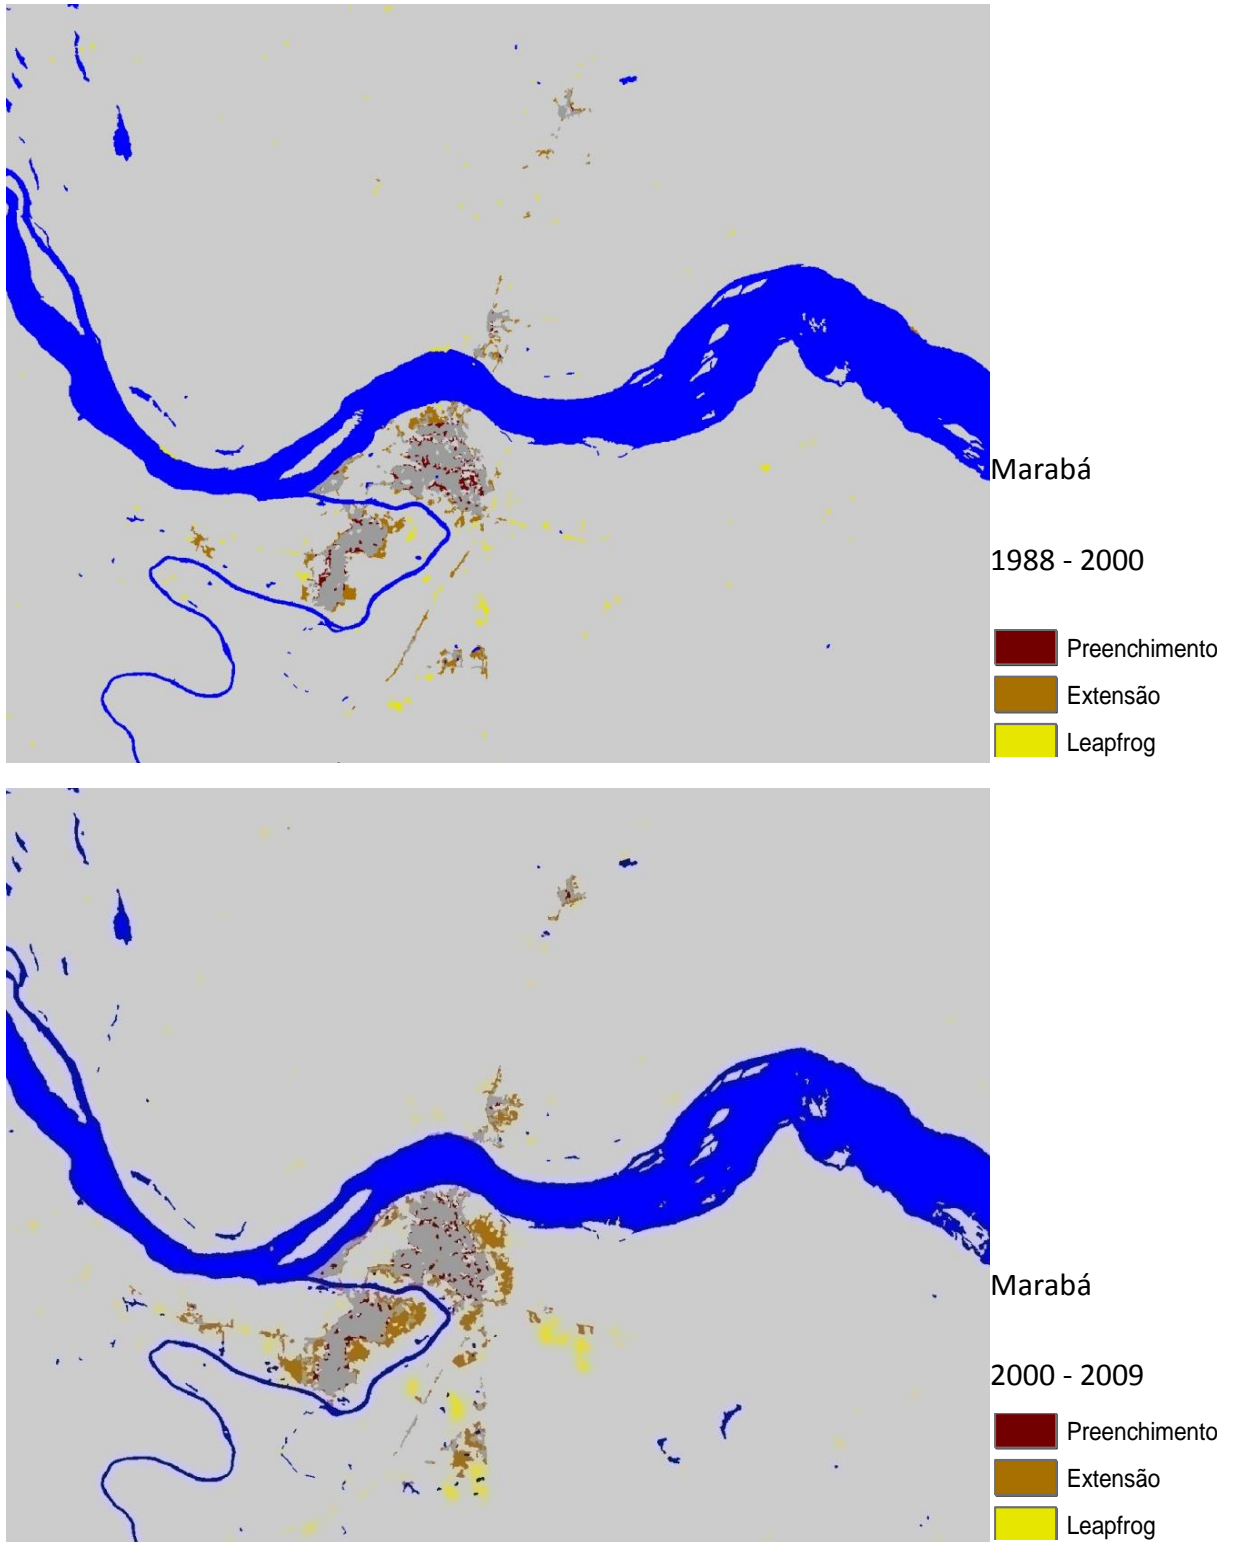 Marabá
1988 - 2000
Preenchimento
Extensão
Leapfrog
Marabá
2000 - 2009
Preenchimento
Extensão
Leapfrog